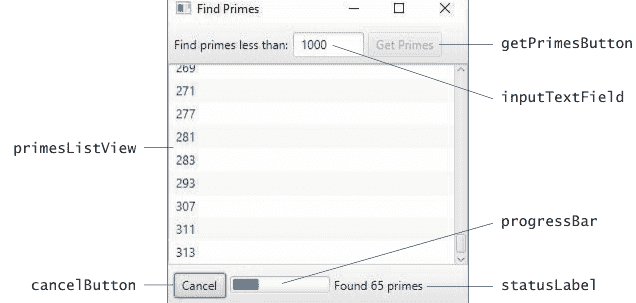 Find Primes
Find primes less than: 1000 Get Primes
getPrimesButton
269
271
inputTextField
277
281
primesListView
283
293
307
progressBar
311
313
cancelButton
Cancel
Found 65 primes
statusLabel